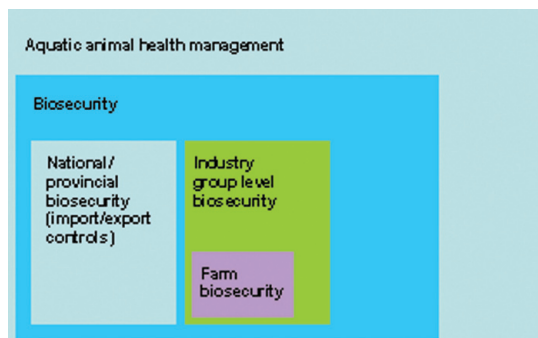 Aquatic animal health management
Biosecurity
National/
provincial
biosecurity
(import/export
controls)
Industry
group level
biosecurity
Farm
biosecurity